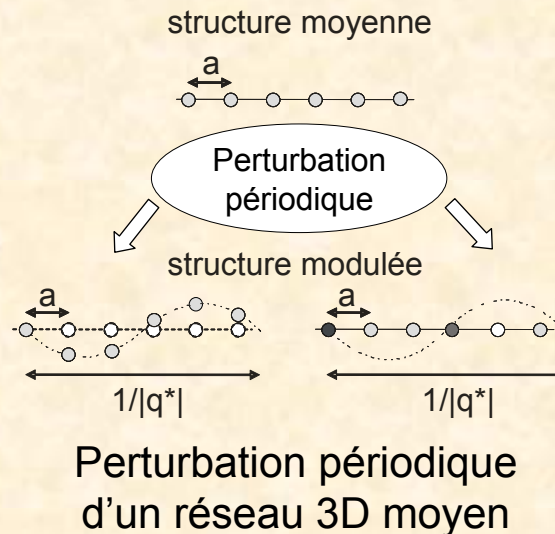 structure moyenne
a
Perturbation
périodique
structure modulée
a
a
1/|q*|
1/|q*|
Perturbation périodique
d'un réseau 3D moyen